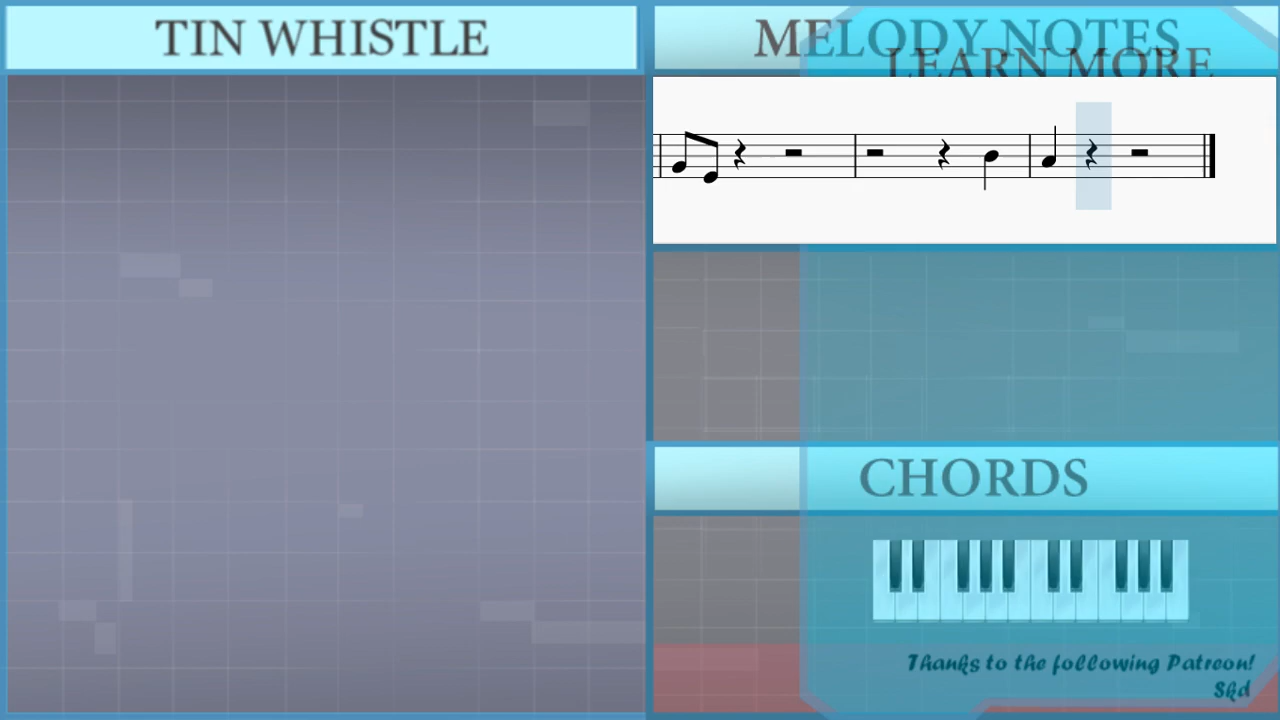 TIN WHISTLE
MELODY NOTES
LEARN MORE
CHORDS
Thanks to the following Patreon!
Skd